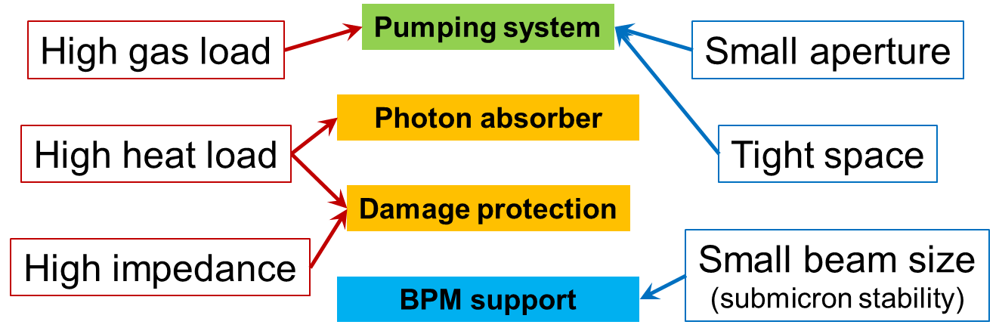 High gas load
Pumping system
Small aperture
High heat load
Photon absorber
Tight space
Damage protection
High impedance
BPM support
Small beam size
(submicron stability)